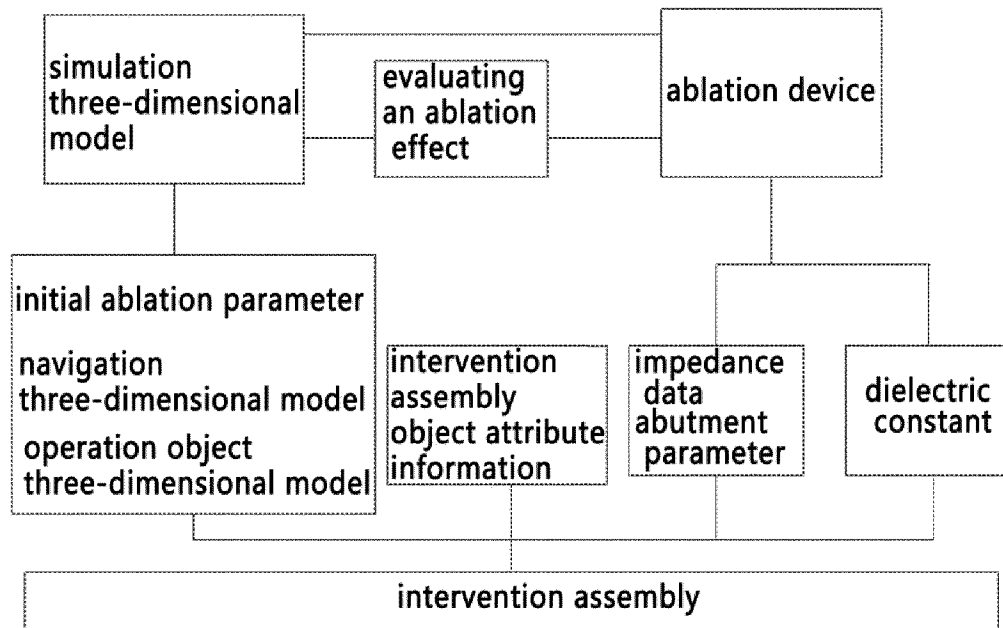 simulation
three-dimensional
model
evaluating
an ablation
effect
ablation device
initial ablation parameter
navigation
three-dimensional model
operation object
three-dimensional model
intervention
assembly
object attribute
information
impedance
data
abutment
parameter
dielectric
constant
intervention assembly